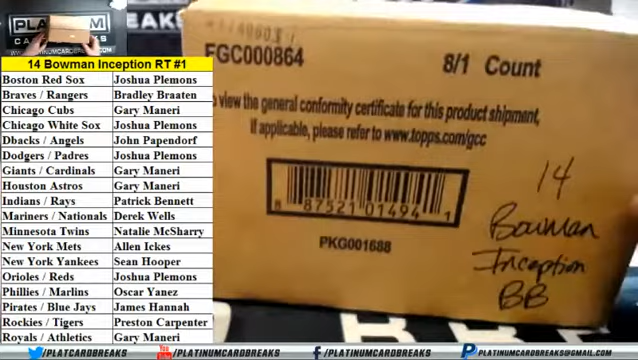 PLATINUM
14 Bowman Inception RT #1
Boston Red Sox Joshua Plemons
Braves / Rangers Bradley Braaten
Chicago Cubs Gary Maneri
Chicago White Sox Joshua Plemons
Dbacks / Angels John Papendorf
Dodgers / Padres Joshua Plemons
Giants / Cardinals Gary Maneri
Houston Astros Gary Maneri
Indians / Rays Patrick Bennett
Mariners / Nationals Derek Wells
Minnesota Twins Natalie McSharry
New York Mets Allen Ickes
New York Yankees Sean Hooper
Orioles / Reds Joshua Plemons
Phillies / Marlins Oscar Yanez
Pirates / Blue Jays James Hannah
Rockies / Tigers Preston Carpenter
Royals / Athletics Gary Maneri
FGC000864
8/1 Count
view the general conformity certificate for this product shipment,
if applicable, please refer to www.topps.com/gcc
8 87521 01494 1
PKG001688
14
Bowman
Inception
BB
/PLATCARDBREAKS /PLATINUMCARDBREAKS /PLATINUMCARDBREAKS PLATINUMCARDBREAKS@GMAIL.COM